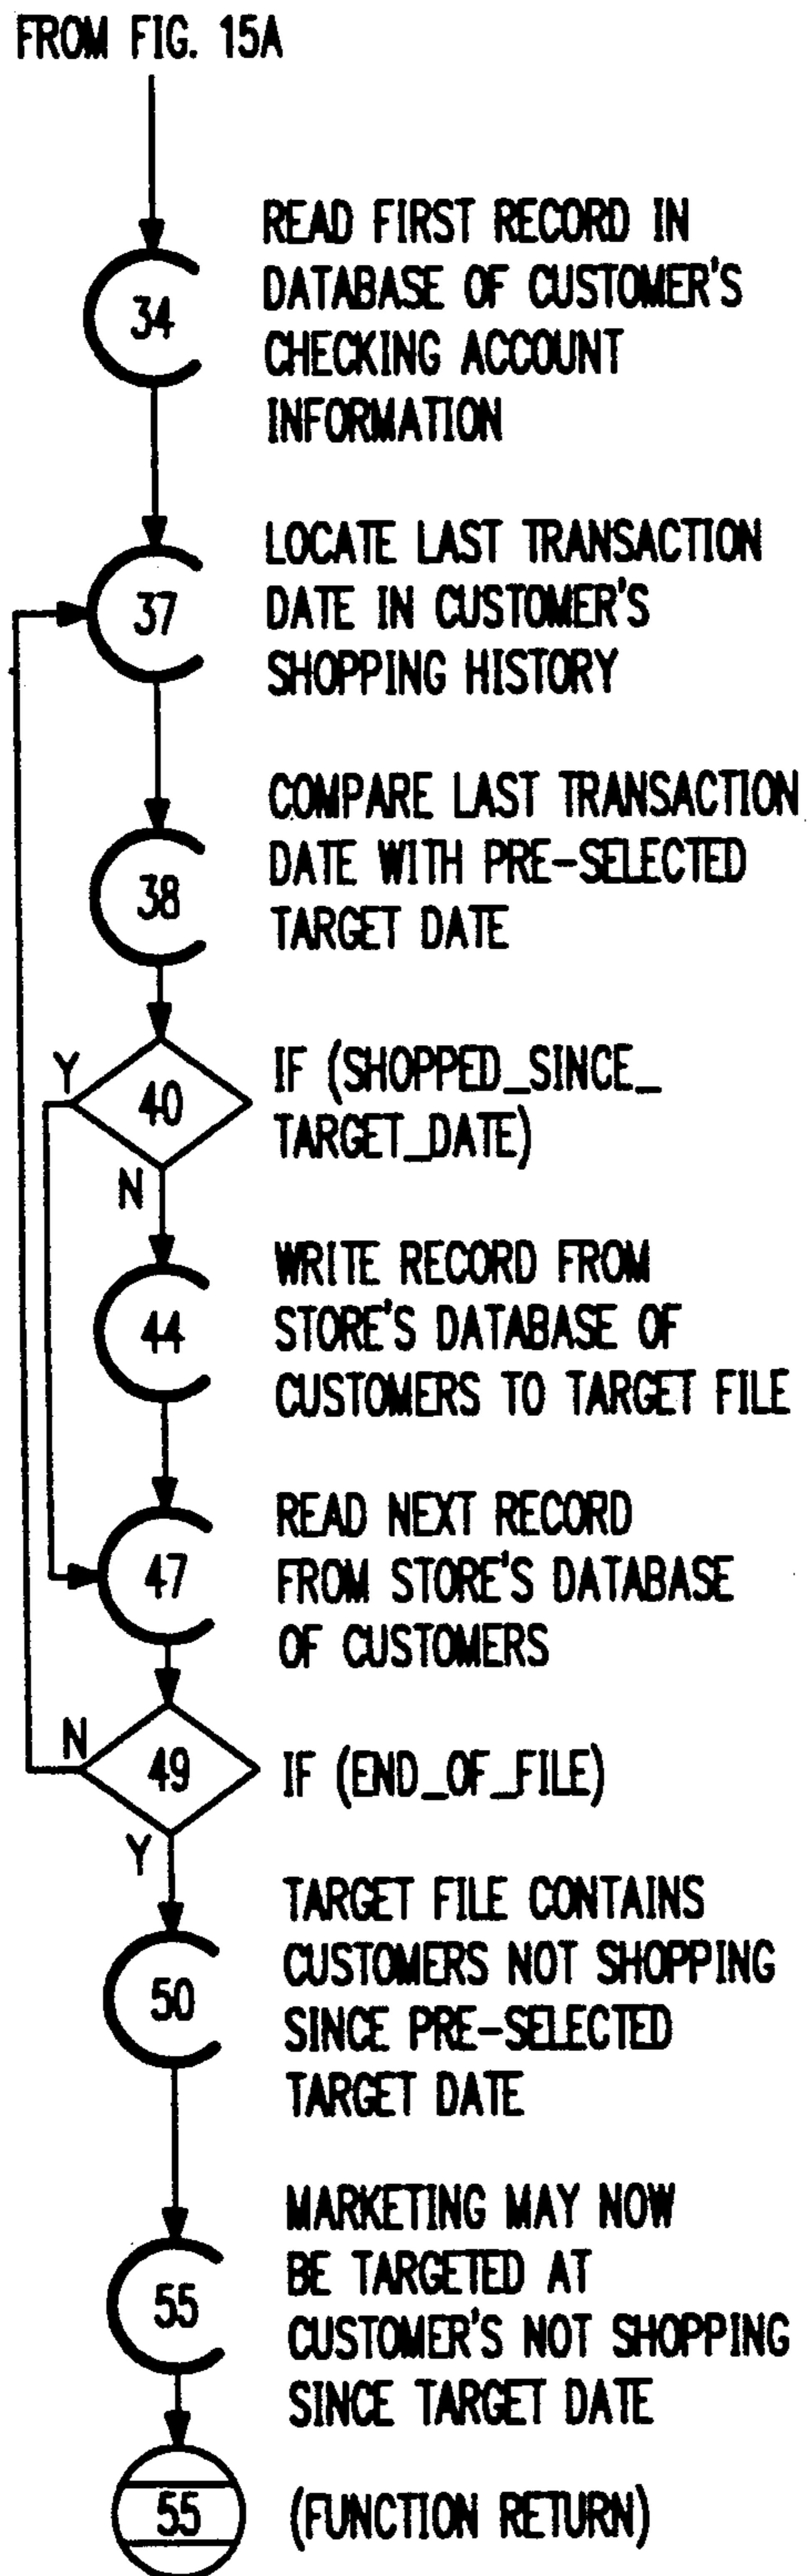 FROM FIG. 15A
34
READ FIRST RECORD IN
DATABASE OF CUSTOMER'S
CHECKING ACCOUNT
INFORMATION
37
LOCATE LAST TRANSACTION
DATE IN CUSTOMER'S
SHOPPING HISTORY
38
COMPARE LAST TRANSACTION
DATE WITH PRE-SELECTED
TARGET DATE
Y
40
N
IF (SHOPPED_SINCE_
TARGET_DATE)
44
WRITE RECORD FROM
STORE'S DATABASE OF
CUSTOMERS TO TARGET FILE
47
READ NEXT RECORD
FROM STORE'S DATABASE
OF CUSTOMERS
N
49
Y
IF (END_OF_FILE)
50
TARGET FILE CONTAINS
CUSTOMERS NOT SHOPPING
SINCE PRE-SELECTED
TARGET DATE
55
MARKETING MAY NOW
BE TARGETED AT
CUSTOMER'S NOT SHOPPING
SINCE TARGET DATE
55
(FUNCTION RETURN)